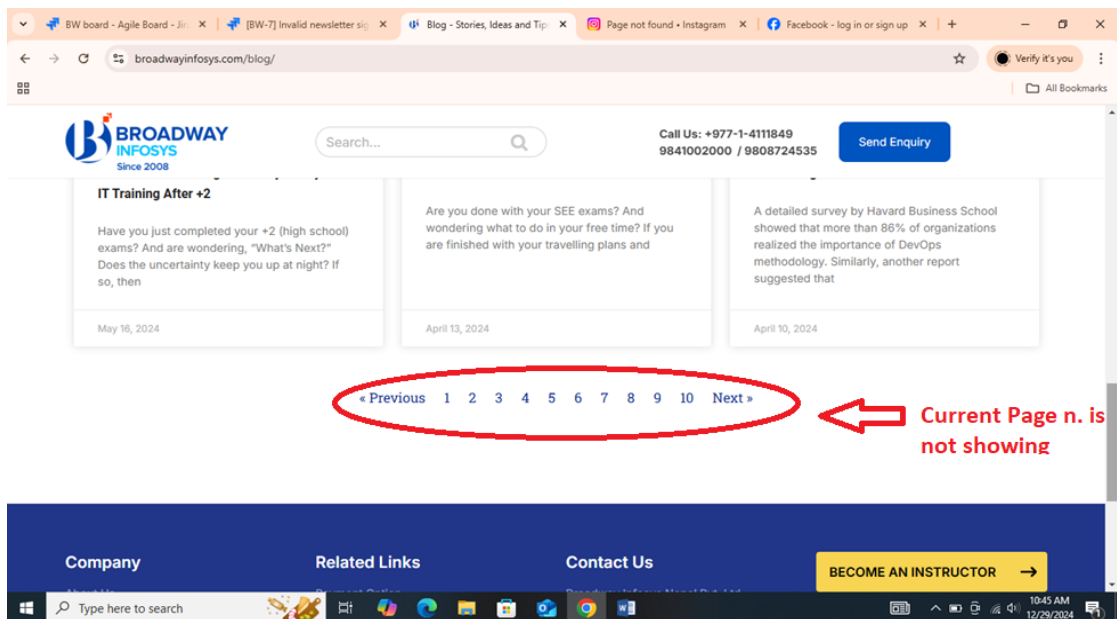 BW board - Agile Board - Jir
[BW-7] Invalid newsletter sig
Blog - Stories, Ideas and Tip
Page not found • Instagram
Facebook - log in or sign up
broadwayinfosys.com/blog/
Verify it's you
All Bookmarks
BROADWAY
INFOSYS
Since 2008
Search...
Call Us: +977-1-4111849
9841002000 / 9808724535
Send Enquiry
IT Training After +2
Have you just completed your +2 (high school)
exams? And are wondering, "What's Next?"
Does the uncertainty keep you up at night? If
so, then
May 16, 2024
Are you done with your SEE exams? And
wondering what to do in your free time? If you
are finished with your travelling plans and
April 13, 2024
A detailed survey by Havard Business School
showed that more than 86% of organizations
realized the importance of DevOps
methodology. Similarly, another report
suggested that
April 10, 2024
« Previous 1 2 3 4 5 6 7 8 9 10 Next »
Current Page n. is
not showing
Company
Related Links
Contact Us
BECOME AN INSTRUCTOR
Type here to search
10:45 AM
12/29/2024